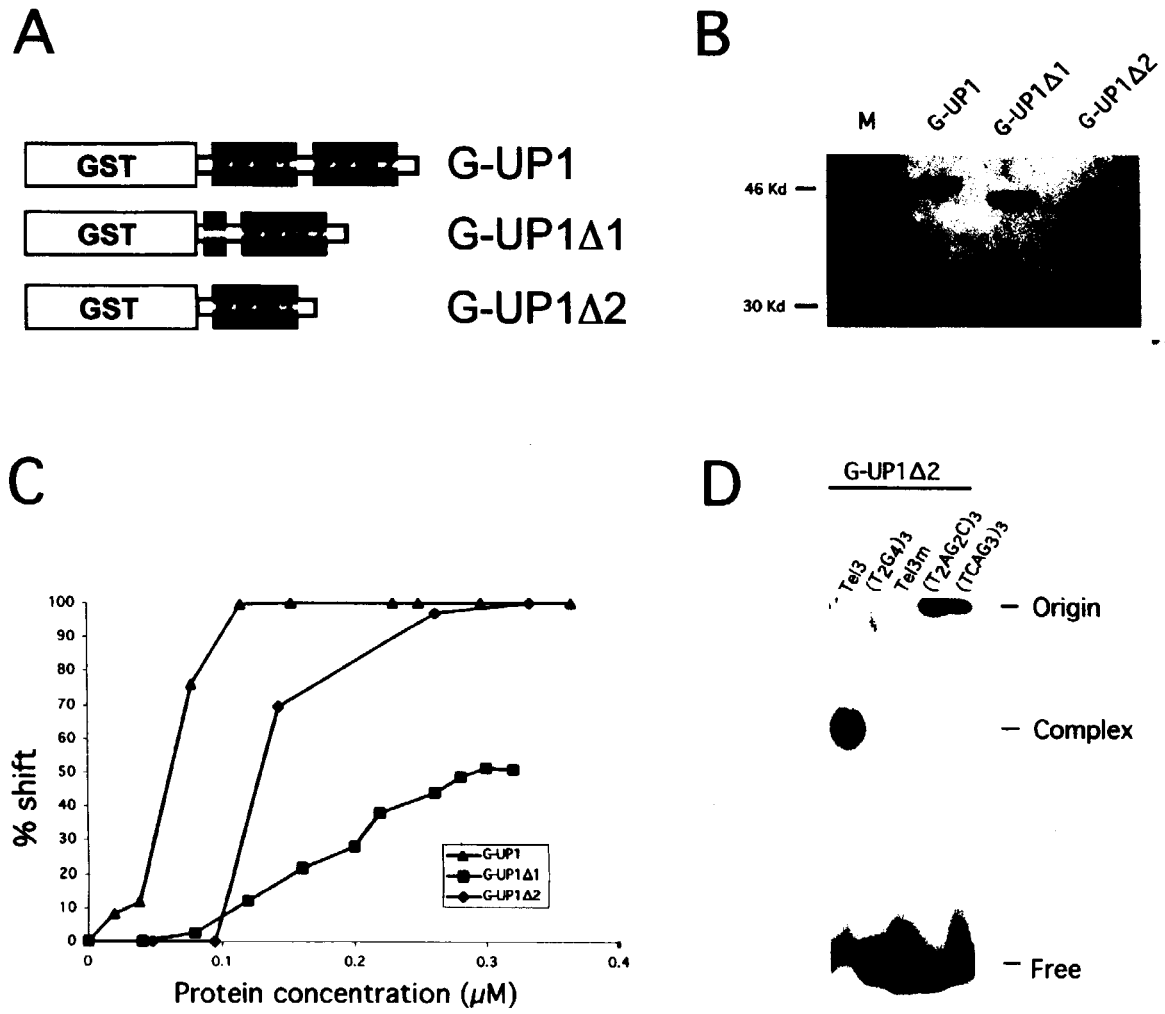 A
GST G-UP1
GST G-UP1Δ1
GST G-UP1Δ2
B
M G-UP1 G-UP1Δ1 G-UP1Δ2
46 Kd
30 Kd
C
% shift
100
90
80
70
60
50
40
30
20
10
0
0 0.1 0.2 0.3 0.4
Protein concentration (µM)
G-UP1
G-UP1Δ1
G-UP1Δ2
D
G-UP1Δ2
Tel3 (T2G4)3 Tel3m (T2AG2C)3 (TCAG3)3
Origin
Complex
Free